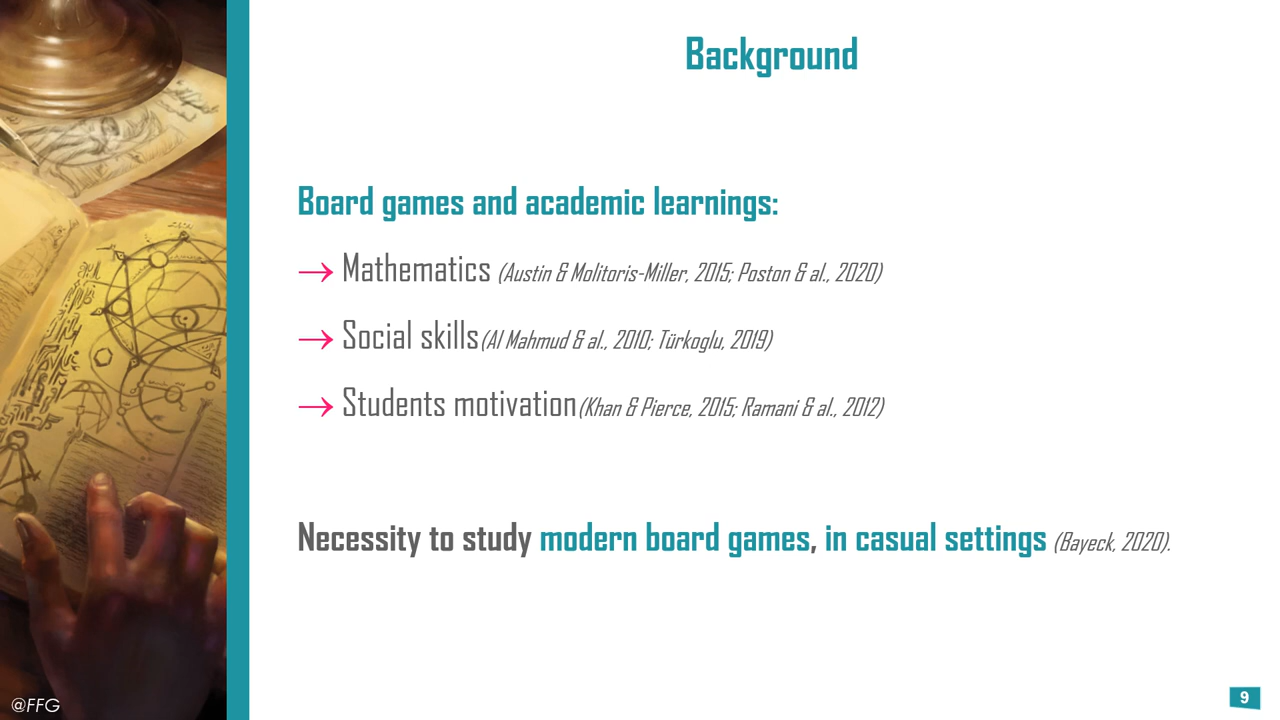 Background
Board games and academic learnings:
→ Mathematics (Austin & Molitoris-Miller, 2015; Poston & al., 2020)
→ Social skills (Al Mahmud & al., 2010; Türkoglu, 2019)
→ Students motivation (Khan & Pierce, 2015; Ramani & al., 2012)
Necessity to study modern board games, in casual settings (Bayeck, 2020).
@FFG
9